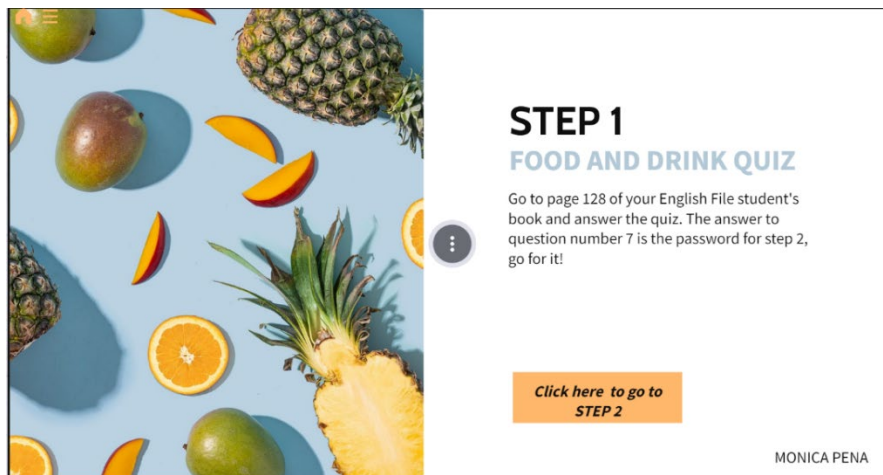 STEP 1
FOOD AND DRINK QUIZ
Go to page 128 of your English File student's
book and answer the quiz. The answer to
question number 7 is the password for step 2,
go for it!
Click here to go to
STEP 2
MONICA PENA